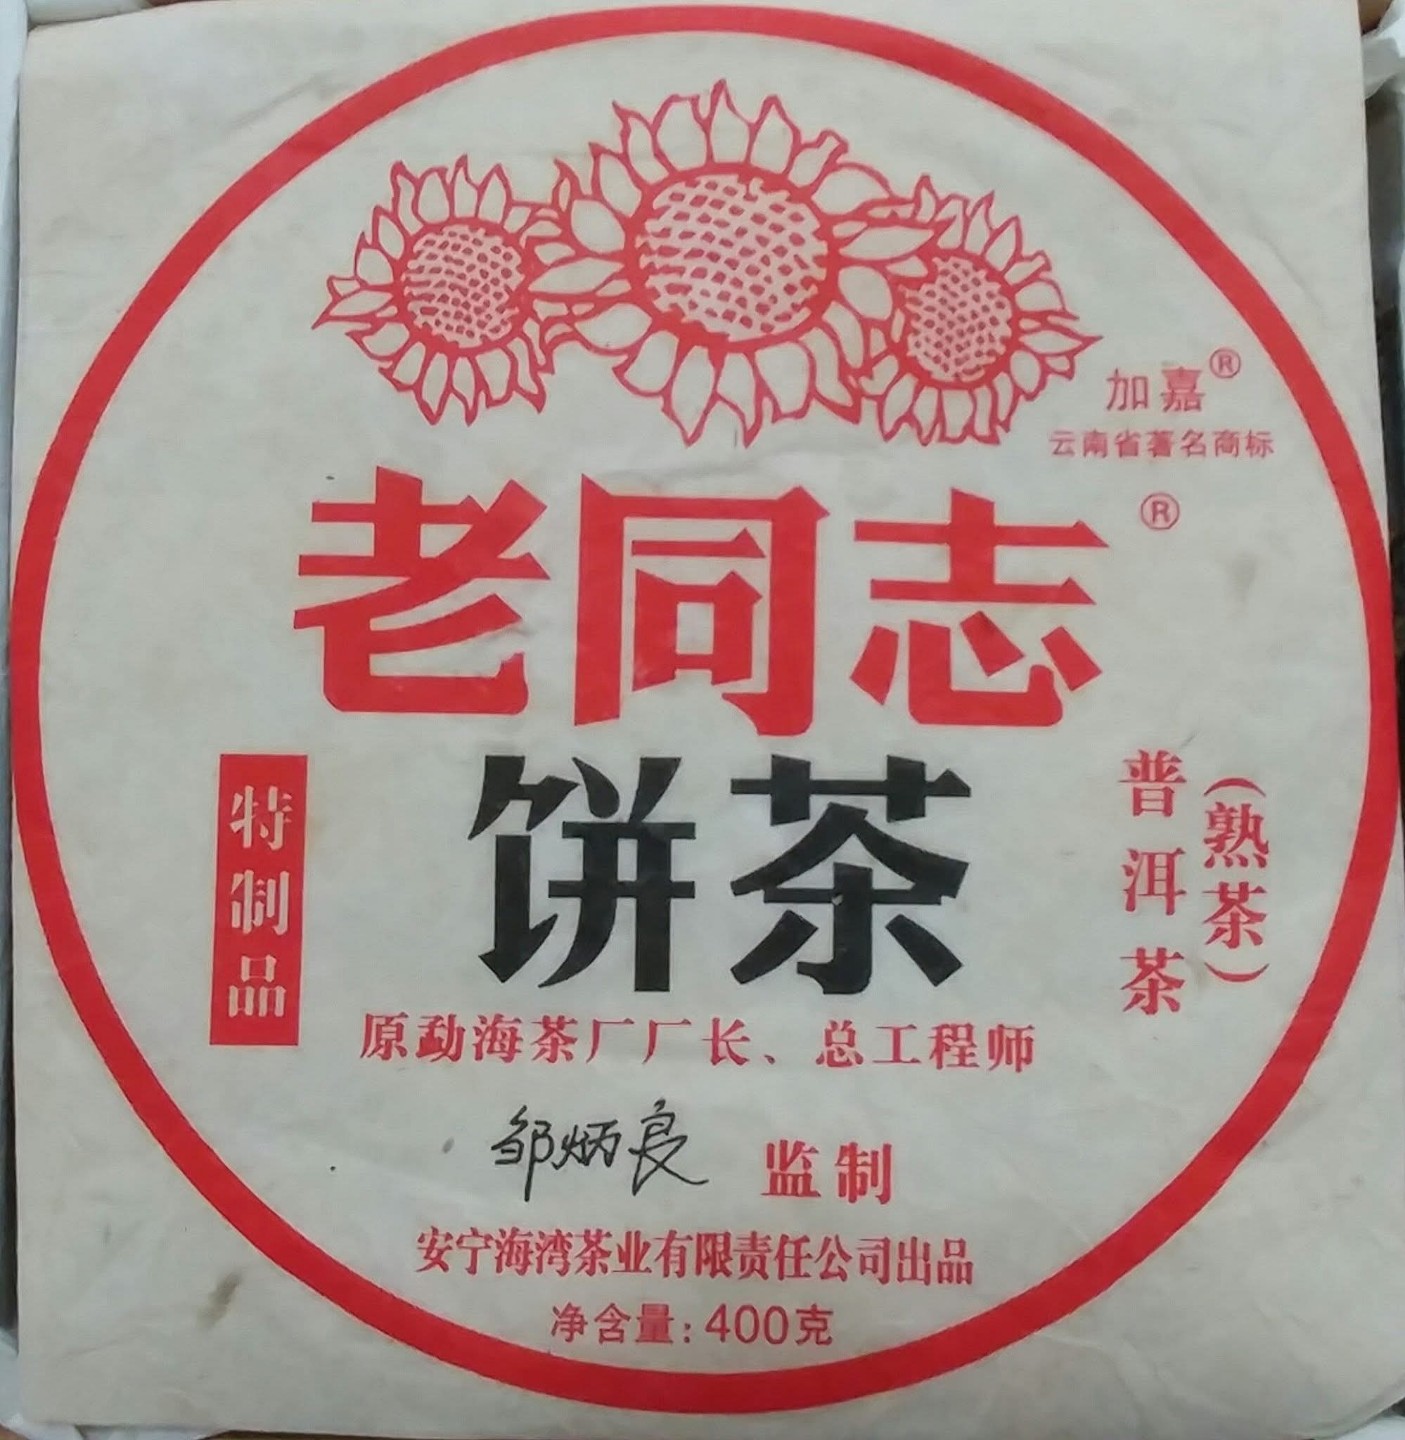 加嘉®
云南省著名商标
老同志®
饼茶
特制品
普洱茶
(熟茶)
原勐海茶厂厂长、总工程师
邹炳良 监制
安宁海湾茶业有限责任公司出品
净含量:400克